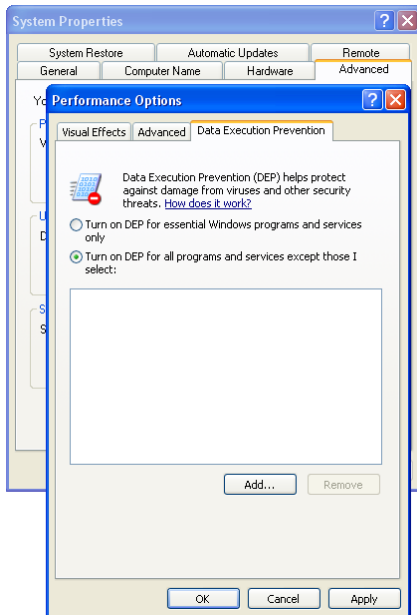 System Properties
System Restore Automatic Updates Remote
General Computer Name Hardware Advanced
Performance Options
Visual Effects Advanced Data Execution Prevention
Data Execution Prevention (DEP) helps protect
against damage from viruses and other security
threats. How does it work?
Turn on DEP for essential Windows programs and services
only
Turn on DEP for all programs and services except those I
select:
Add... Remove
OK Cancel Apply